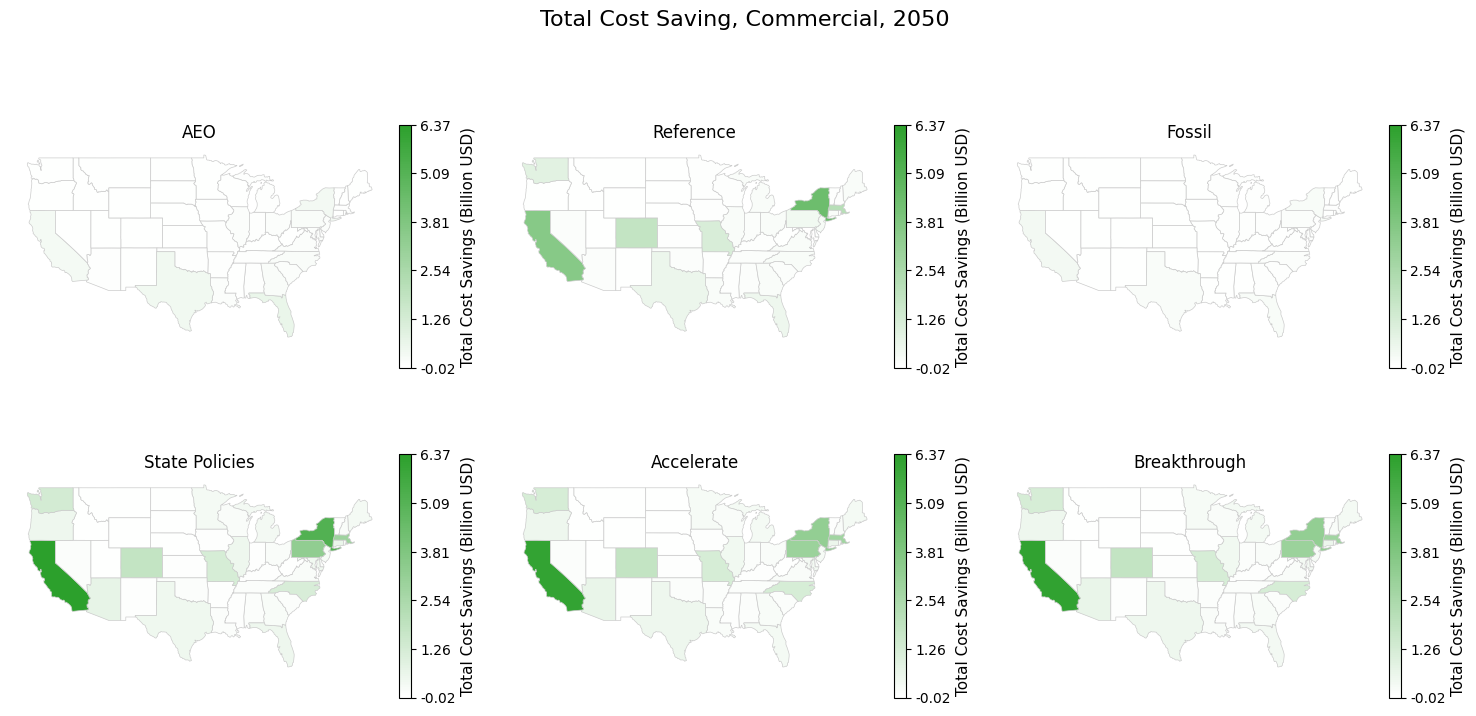 Total Cost Saving, Commercial, 2050
AEO
6.37
5.09
3.81
2.54
1.26
-0.02
Total Cost Savings (Billion USD)
Reference
6.37
5.09
3.81
2.54
1.26
-0.02
Total Cost Savings (Billion USD)
Fossil
6.37
5.09
3.81
2.54
1.26
-0.02
Total Cost Savings (Billion USD)
State Policies
6.37
5.09
3.81
2.54
1.26
-0.02
Total Cost Savings (Billion USD)
Accelerate
6.37
5.09
3.81
2.54
1.26
-0.02
Total Cost Savings (Billion USD)
Breakthrough
6.37
5.09
3.81
2.54
1.26
-0.02
Total Cost Savings (Billion USD)